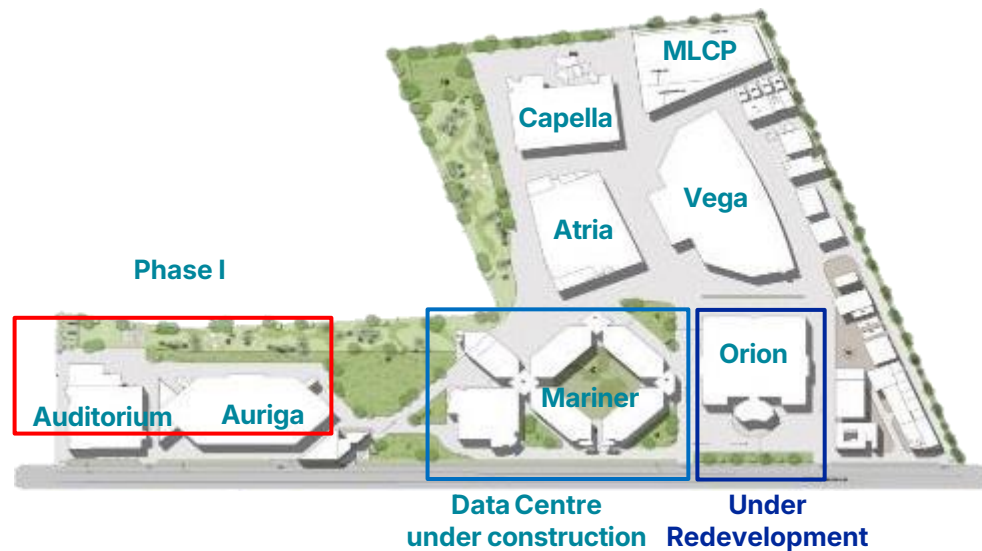 MLCP
Capella
Vega
Atria
Phase I
Orion
Mariner
Auditorium
Auriga
Data Centre
under construction
Under
Redevelopment